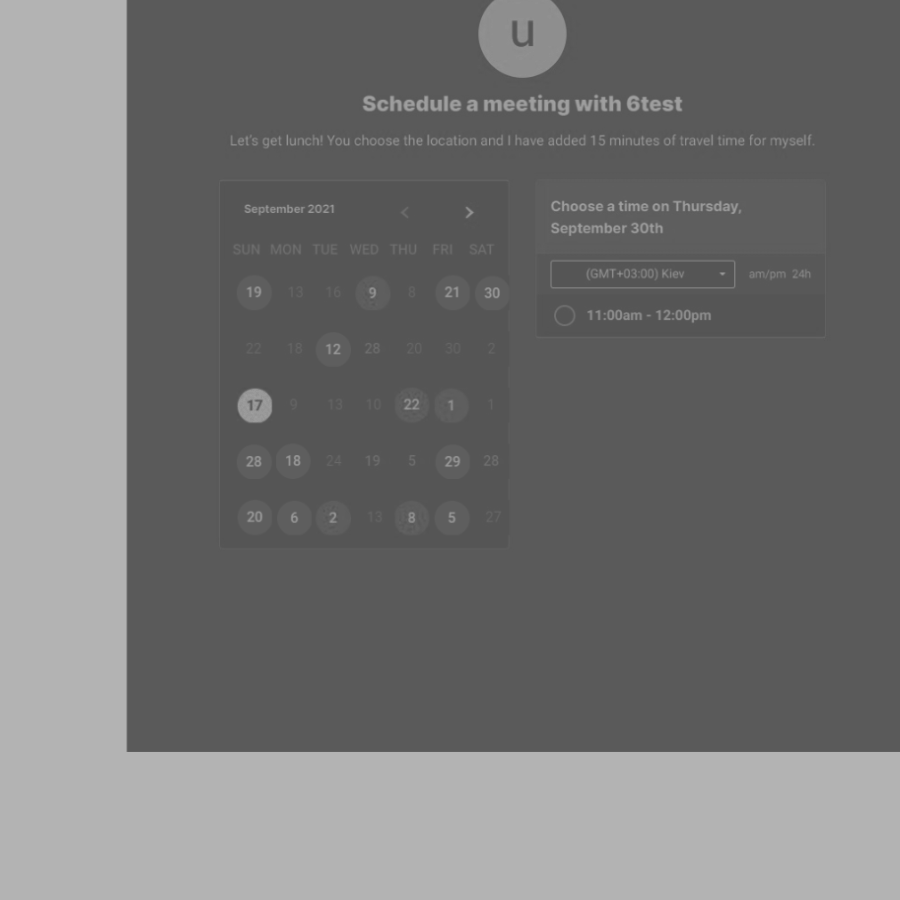 u
Schedule a meeting with 6test
Let's get lunch! You choose the location and I have added 15 minutes of travel time for myself.
September 2021
SUN MON TUE WED THU FRI SAT
19 13 16 9 8 21 30
22 18 12 28 20 30 2
17 9 13 10 22 1 1
28 18 24 19 5 29 28
20 6 2 13 8 5 27
Choose a time on Thursday,
September 30th
(GMT+03:00) Kiev am/pm 24h
11:00am - 12:00pm